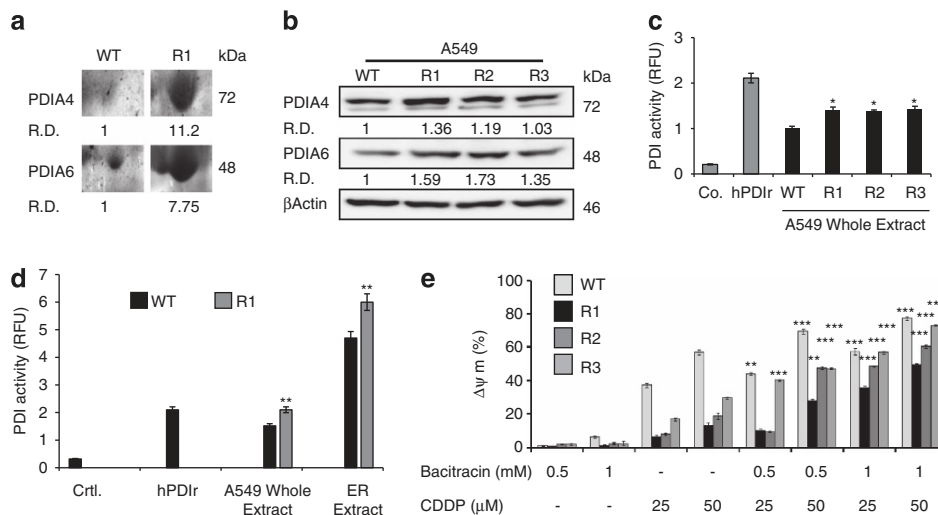 a
WT R1 kDa
PDIA4 72
R.D. 1 11.2
PDIA6 48
R.D. 1 7.75
b
A549
WT R1 R2 R3 kDa
PDIA4 72
R.D. 1 1.36 1.19 1.03
PDIA6 48
R.D. 1 1.59 1.73 1.35
βActin 46
c
PDI activity (RFU)
3
2
1
0
* * *
Co. hPDIr WT R1 R2 R3
A549 Whole Extract
d
PDI activity (RFU)
7
6
5
4
3
2
1
0
WT R1
** **
Crtl. hPDIr A549 Whole Extract ER Extract
e
Δψ m (%)
100
80
60
40
20
0
WT
R1
R2
R3
** *** *** ** *** *** *** *** *** *** *** *** *** **
Bacitracin (mM) 0.5 1 - - 0.5 0.5 1 1
CDDP (μM) - - 25 50 25 50 25 50